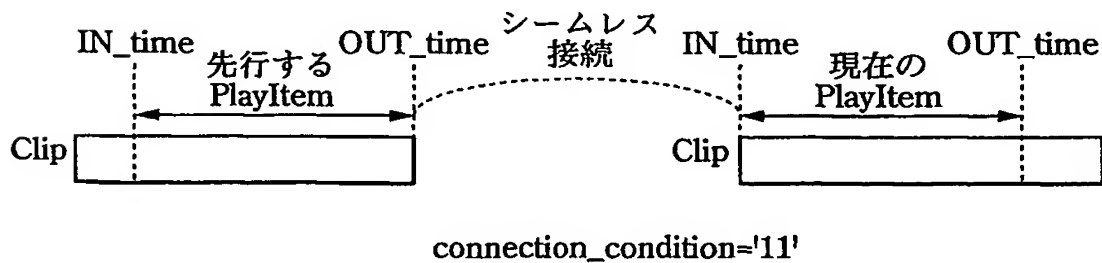 シームレス
接続
IN_time
OUT_time
IN_time
OUT_time
先行する
PlayItem
現在の
PlayItem
Clip
Clip
connection_condition='11'